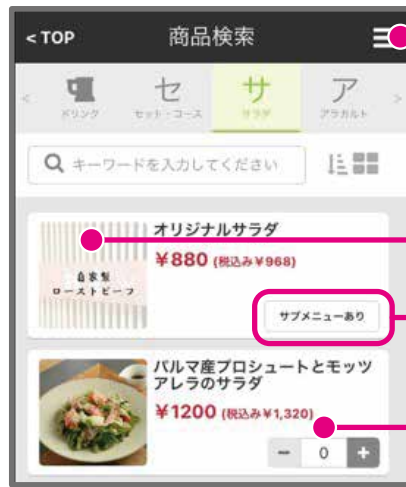 < TOP 商品検索
< セ サ ア >
ドリンク セット・コース サラダ アラカルト
キーワードを入力してください
オリジナルサラダ
¥880 (税込み¥968)
自家製
ローストビーフ
サブメニューあり
パルマ産プロシュートとモッツ
アレラのサラダ
¥1200 (税込み¥1,320)
− 0 +